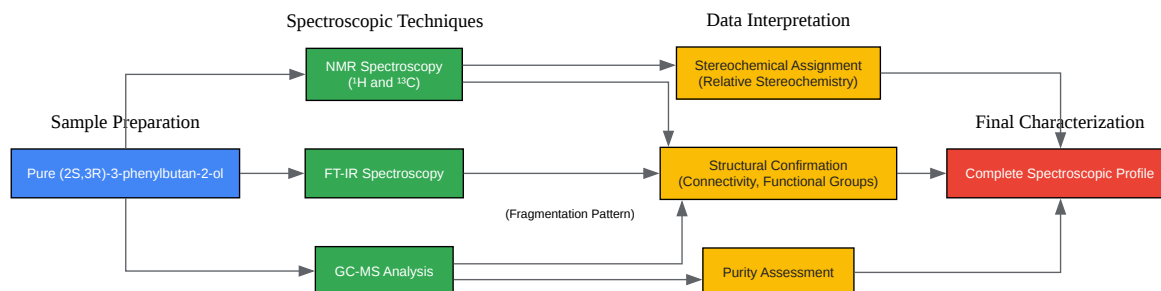 Spectroscopic Techniques
Data Interpretation
NMR Spectroscopy
(¹H and ¹³C)
Stereochemical Assignment
(Relative Stereochemistry)
Sample Preparation
Final Characterization
Pure (2S,3R)-3-phenylbutan-2-ol
FT-IR Spectroscopy
Structural Confirmation
(Connectivity, Functional Groups)
Complete Spectroscopic Profile
(Fragmentation Pattern)
GC-MS Analysis
Purity Assessment